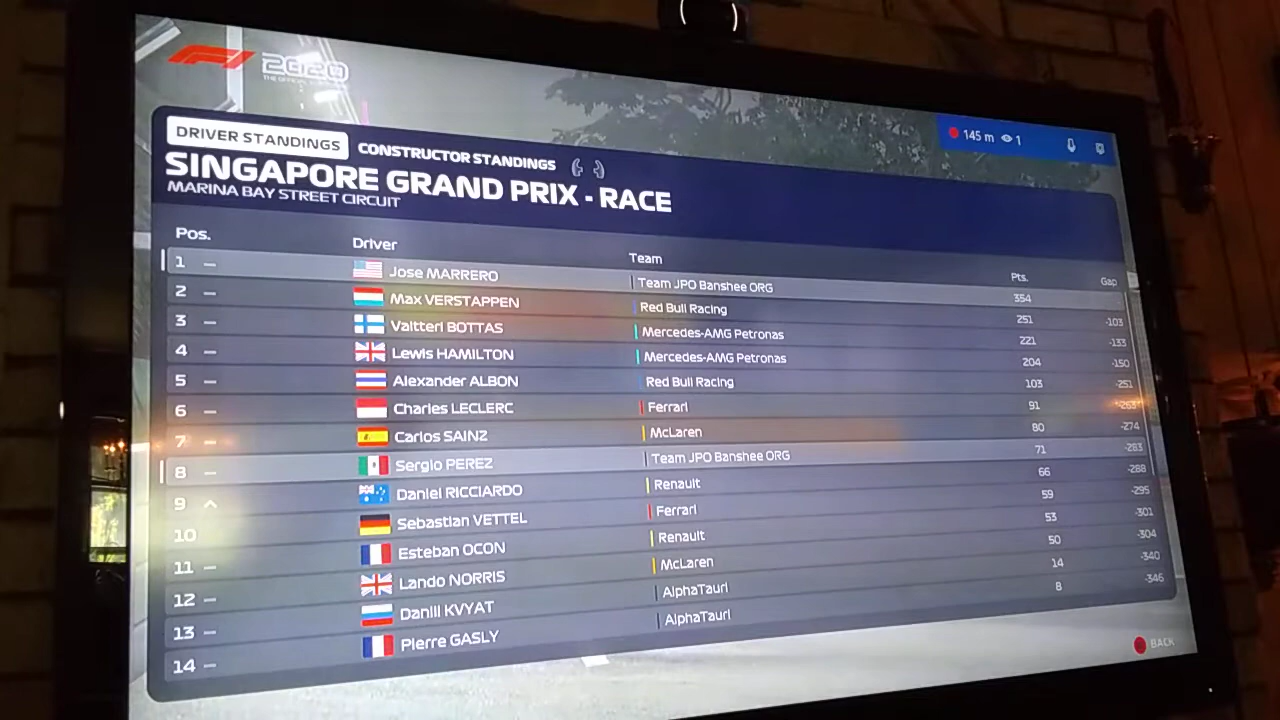 F1 2020
145 m 1
DRIVER STANDINGS CONSTRUCTOR STANDINGS
SINGAPORE GRAND PRIX - RACE
MARINA BAY STREET CIRCUIT
Pos. Driver Team Pts. Gap
1 — Jose MARRERO Team JPO Banshee ORG 354
2 — Max VERSTAPPEN Red Bull Racing 251 -103
3 — Valtteri BOTTAS Mercedes-AMG Petronas 221 -133
4 — Lewis HAMILTON Mercedes-AMG Petronas 204 -150
5 — Alexander ALBON Red Bull Racing 103 -251
6 — Charles LECLERC Ferrari 91 -263
7 — Carlos SAINZ McLaren 80 -274
8 — Sergio PEREZ Team JPO Banshee ORG 71 -283
9 Daniel RICCIARDO Renault 66 -288
10 Sebastian VETTEL Ferrari 59 -295
11 — Esteban OCON Renault 53 -301
12 — Lando NORRIS McLaren 50 -304
13 — Daniil KVYAT AlphaTauri 14 -340
14 — Pierre GASLY AlphaTauri 8 -346
BACK